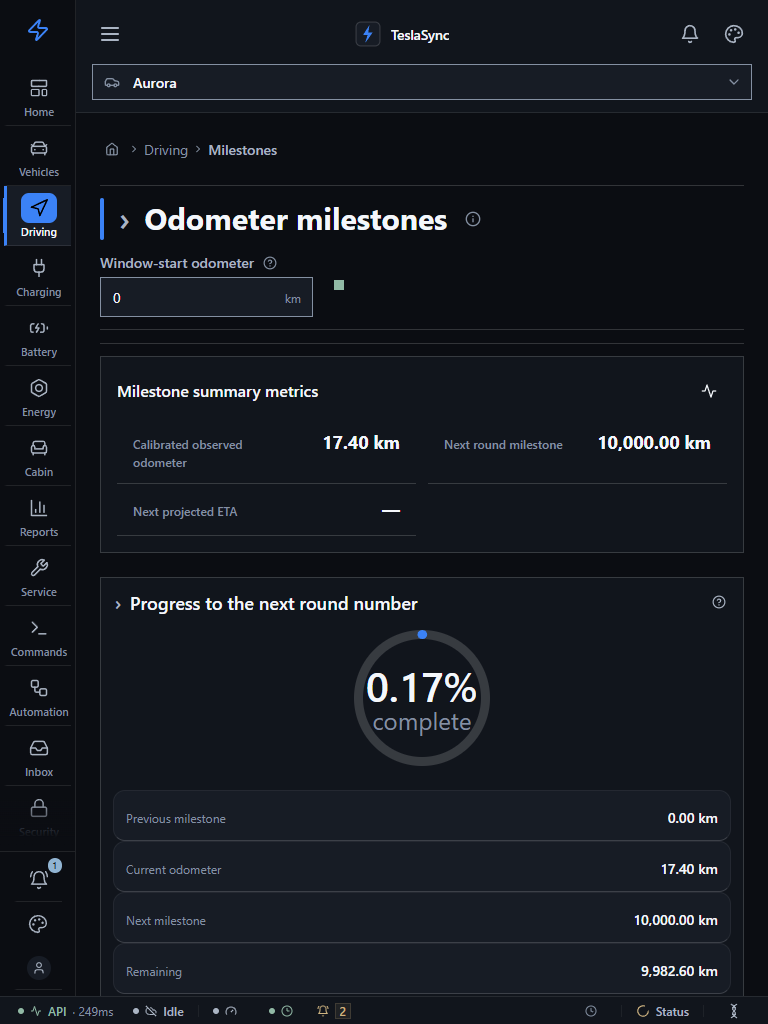 TeslaSync
Aurora
Home
Vehicles
Driving
Charging
Battery
Energy
Cabin
Reports
Service
Commands
Automation
Inbox
Security
1
Driving
Milestones
Odometer milestones
Window-start odometer
0 km
Milestone summary metrics
Calibrated observed
odometer
17.40 km
Next round milestone
10,000.00 km
Next projected ETA
—
Progress to the next round number
0.17%
complete
Previous milestone 0.00 km
Current odometer 17.40 km
Next milestone 10,000.00 km
Remaining 9,982.60 km
API · 249ms
Idle
2
Status